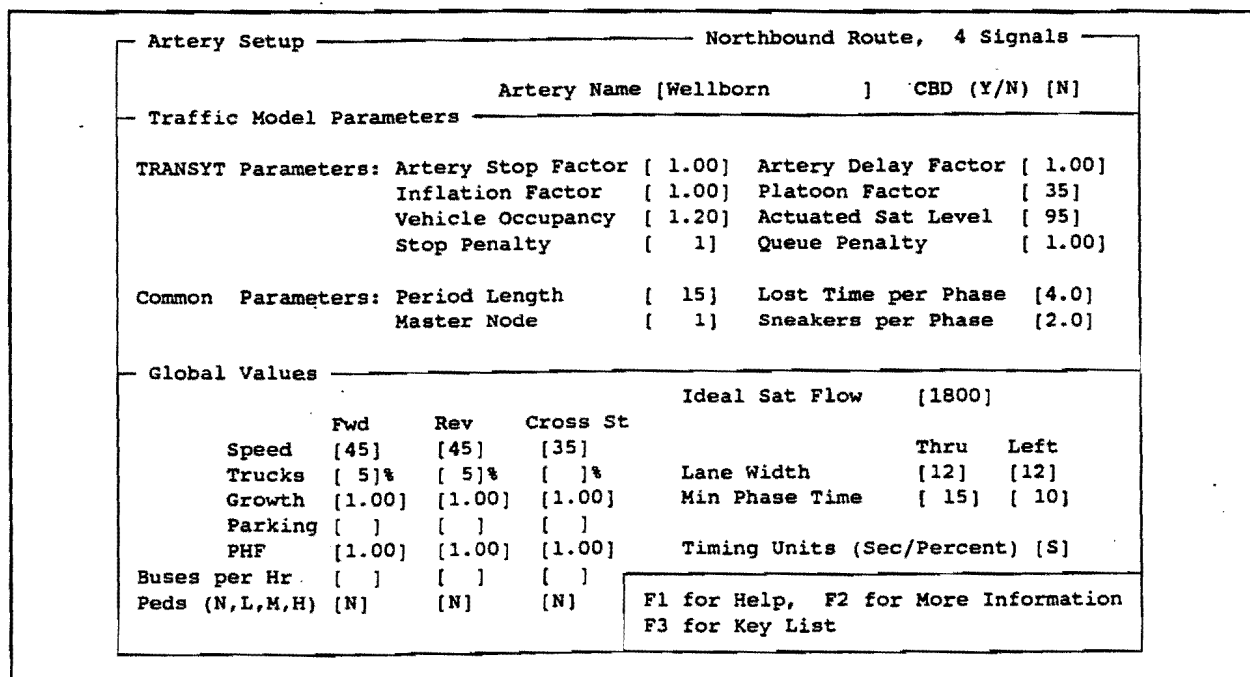 Artery Setup Northbound Route, 4 Signals
Artery Name [Wellborn ] CBD (Y/N) [N]
Traffic Model Parameters
TRANSYT Parameters: Artery Stop Factor [ 1.00] Artery Delay Factor [ 1.00]
Inflation Factor [ 1.00] Platoon Factor [ 35]
Vehicle Occupancy [ 1.20] Actuated Sat Level [ 95]
Stop Penalty [ 1] Queue Penalty [ 1.00]
Common Parameters: Period Length [ 15] Lost Time per Phase [4.0]
Master Node [ 1] Sneakers per Phase [2.0]
Global Values
Ideal Sat Flow [1800]
Fwd Rev Cross St
Speed [45] [45] [35] Thru Left
Trucks [ 5]% [ 5]% [ ]% Lane Width [12] [12]
Growth [1.00] [1.00] [1.00] Min Phase Time [ 15] [ 10]
Parking [ ] [ ] [ ]
PHF [1.00] [1.00] [1.00] Timing Units (Sec/Percent) [S]
Buses per Hr [ ] [ ] [ ]
Peds (N,L,M,H) [N] [N] [N] F1 for Help, F2 for More Information
F3 for Key List